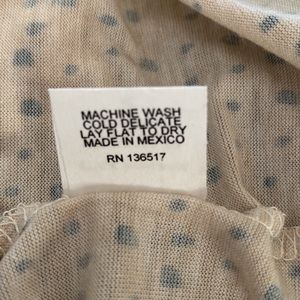 MACHINE WASH
COLD DELICATE
LAY FLAT TO DRY
MADE IN MEXICO
RN 136517